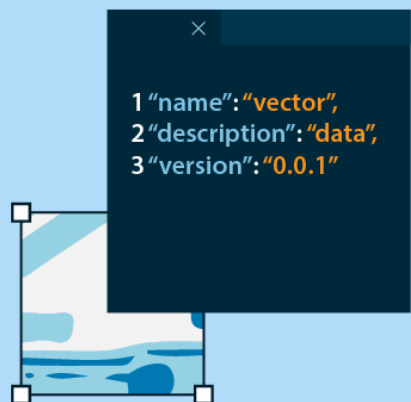 1 “name”: “vector”,
2 “description”: “data”,
3 “version”: “0.0.1”